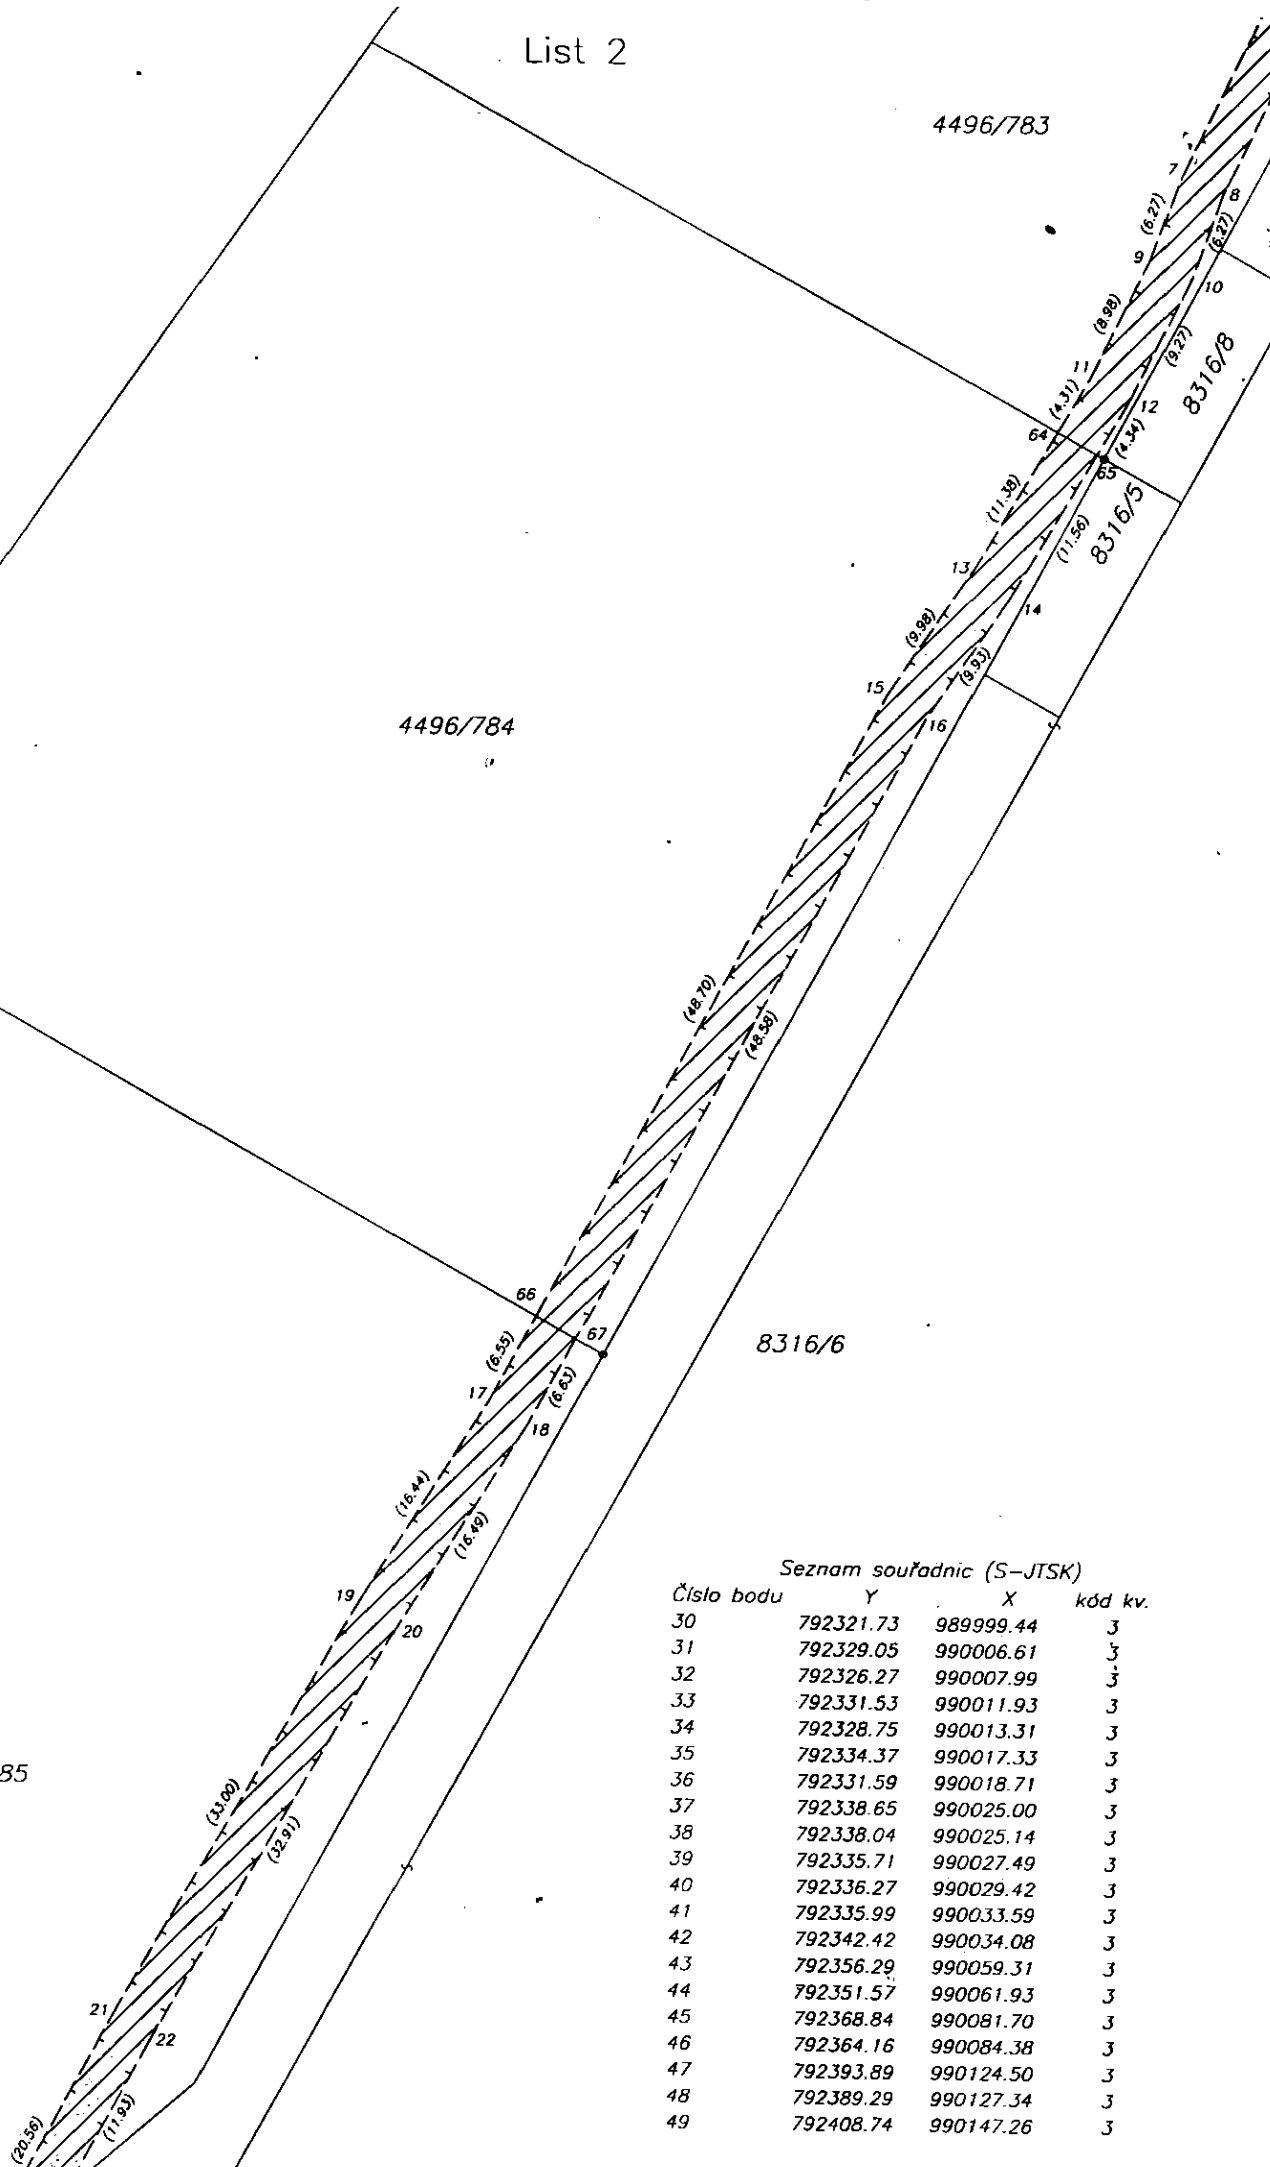 List 2
4496/783
7
8
(6.27)
(6.27)
9
10
(8.98)
(9.27)
8316/8
11
(4.31)
12
64
(4.34)
65
(11.38)
8316/5
(11.56)
13
14
(9.98)
(9.93)
15
4496/784
16
(48.70)
(48.58)
66
67
8316/6
(6.55)
17
(6.63)
18
(16.44)
(16.49)
19
20
85
(33.00)
(32.91)
21
22
(20.56)
(11.93)
Seznam souřadnic (S-JTSK)
Číslo bodu Y X kód kv.
30 792321.73 989999.44 3
31 792329.05 990006.61 3
32 792326.27 990007.99 3
33 792331.53 990011.93 3
34 792328.75 990013.31 3
35 792334.37 990017.33 3
36 792331.59 990018.71 3
37 792338.65 990025.00 3
38 792338.04 990025.14 3
39 792335.71 990027.49 3
40 792336.27 990029.42 3
41 792335.99 990033.59 3
42 792342.42 990034.08 3
43 792356.29 990059.31 3
44 792351.57 990061.93 3
45 792368.84 990081.70 3
46 792364.16 990084.38 3
47 792393.89 990124.50 3
48 792389.29 990127.34 3
49 792408.74 990147.26 3